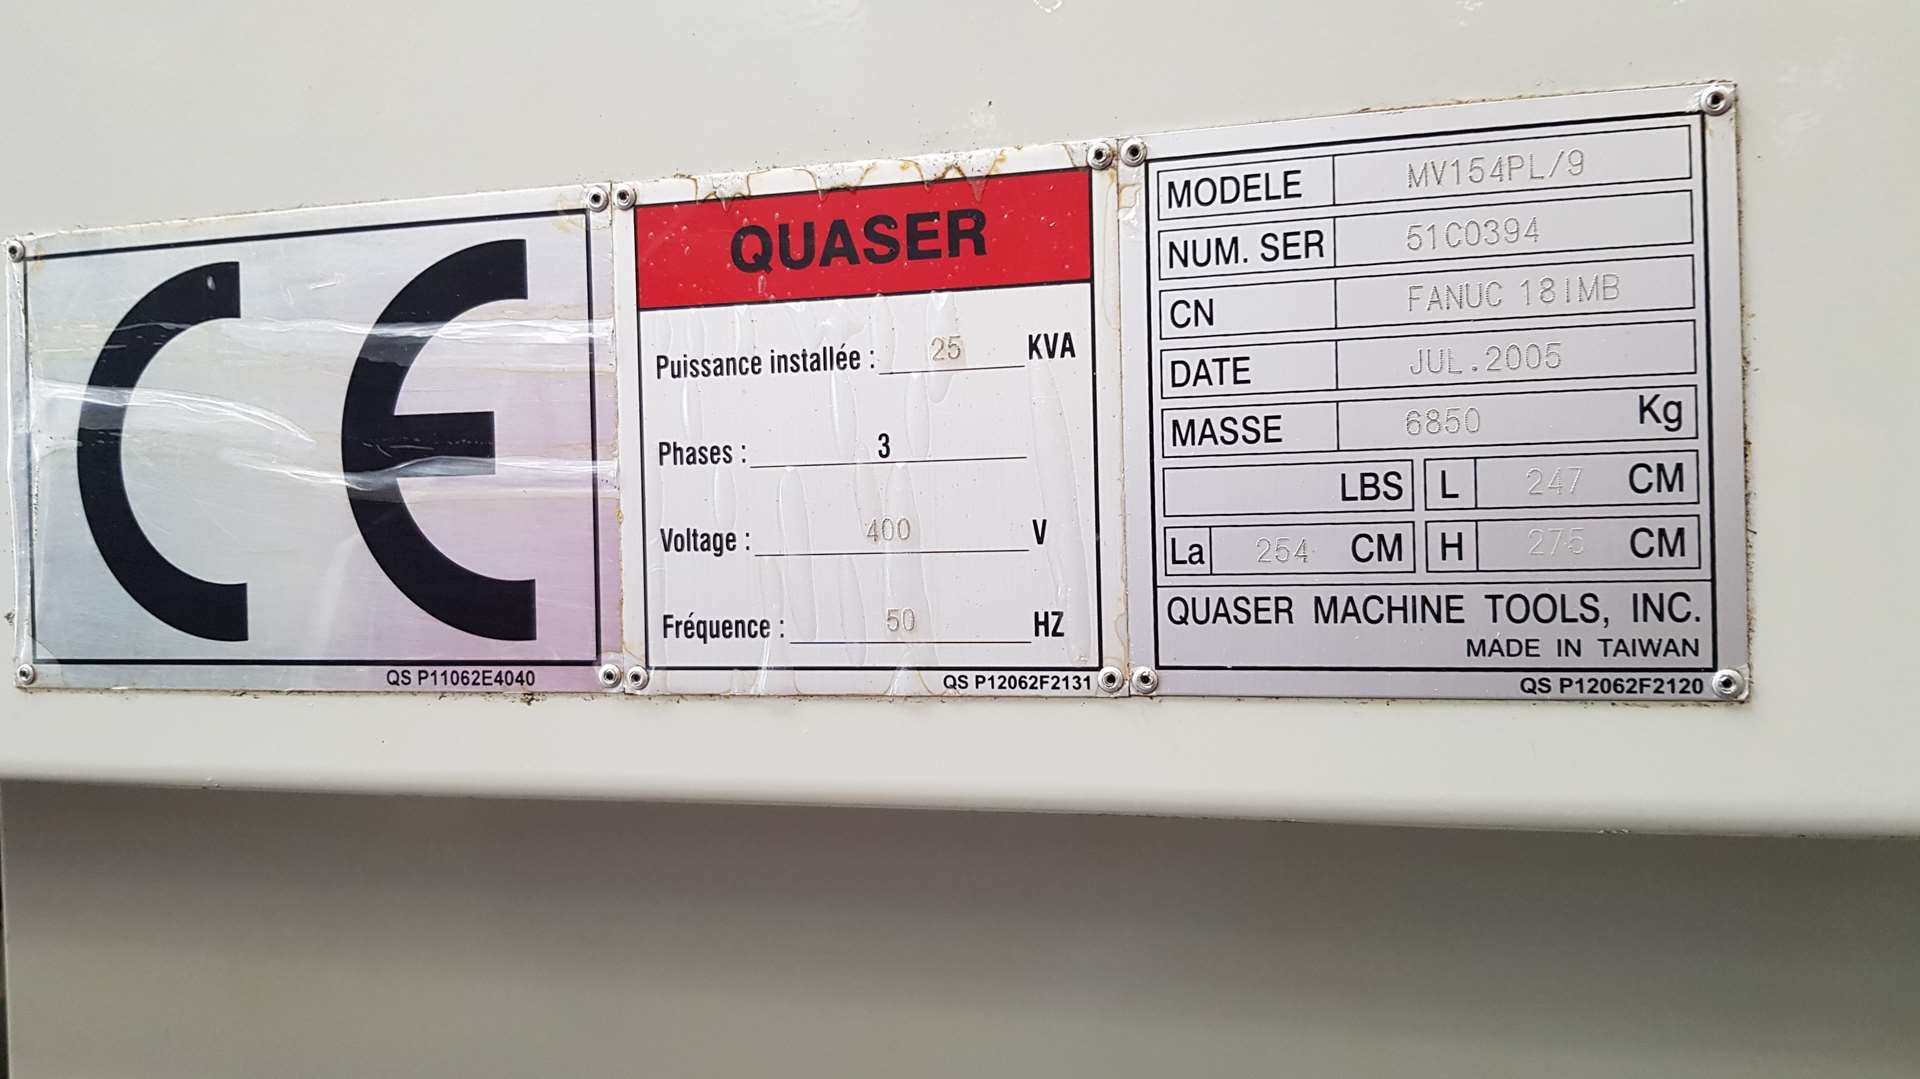 CE
QS P11062E4040
QUASER
Puissance installée : 25 KVA
Phases : 3
Voltage : 400 V
Fréquence : 50 HZ
QS P12062F2131
MODELE MV154PL/9
NUM. SER 51C0394
CN FANUC 18IMB
DATE JUL.2005
MASSE 6850 Kg
LBS L 247 CM
La 254 CM H 275 CM
QUASER MACHINE TOOLS, INC.
MADE IN TAIWAN
QS P12062F2120